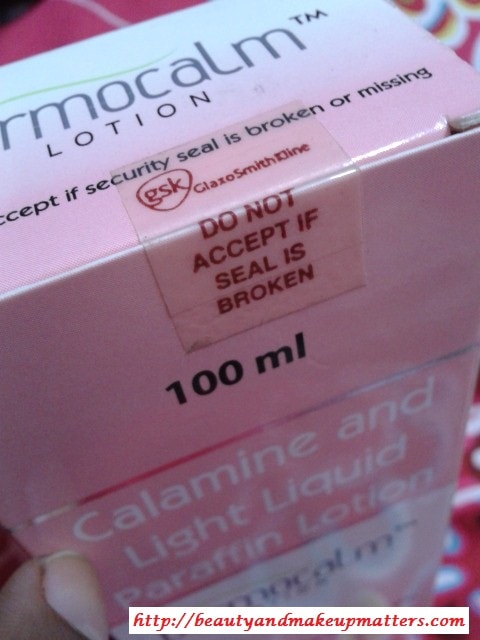 rmocalm™
LOTION
ccept if security seal is broken or missing
gsk GlaxoSmithKline
DO NOT
ACCEPT IF
SEAL IS
BROKEN
100 ml
Calamine and
Light Liquid
Paraffin Lotion
rmocalm™
http://beautyandmakeupmatters.com